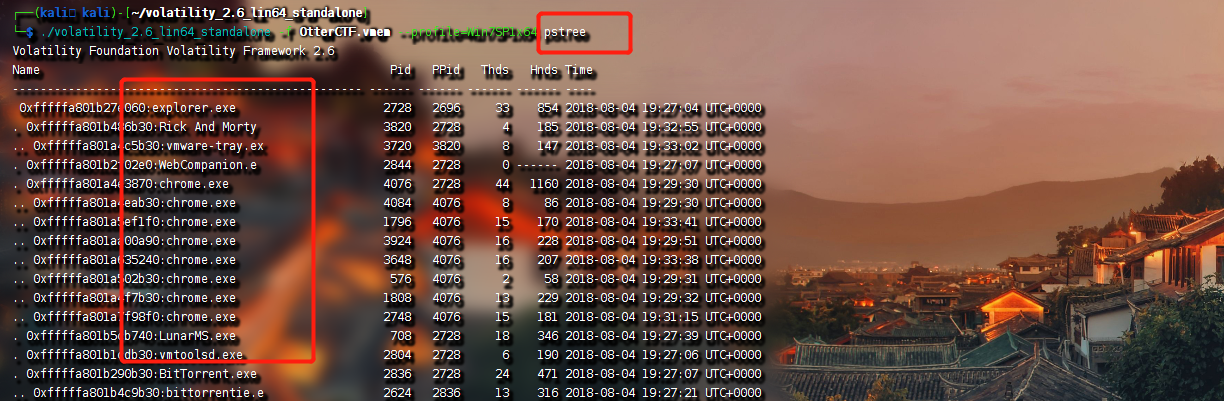 (kali kali)-[~/volatility_2.6_lin64_standalone]
$ ./volatility_2.6_lin64_standalone -f OtterCTF.vmem --profile=Win7SP1x64 pstree
Volatility Foundation Volatility Framework 2.6
Name Pid PPid Thds Hnds Time
-------------------------------------------------- ------ ------ ------ ------ ----
0xfffffa801b27e060:explorer.exe 2728 2696 33 854 2018-08-04 19:27:04 UTC+0000
. 0xfffffa801b486b30:Rick And Morty 3820 2728 4 185 2018-08-04 19:32:55 UTC+0000
.. 0xfffffa801a4c5b30:vmware-tray.ex 3720 3820 8 147 2018-08-04 19:33:02 UTC+0000
. 0xfffffa801b2f02e0:WebCompanion.e 2844 2728 0 ------ 2018-08-04 19:27:07 UTC+0000
. 0xfffffa801a4e3870:chrome.exe 4076 2728 44 1160 2018-08-04 19:29:30 UTC+0000
.. 0xfffffa801a4eab30:chrome.exe 4084 4076 8 86 2018-08-04 19:29:30 UTC+0000
.. 0xfffffa801a5ef1f0:chrome.exe 1796 4076 15 170 2018-08-04 19:33:41 UTC+0000
.. 0xfffffa801aa00a90:chrome.exe 3924 4076 16 228 2018-08-04 19:29:51 UTC+0000
.. 0xfffffa801a635240:chrome.exe 3648 4076 16 207 2018-08-04 19:33:38 UTC+0000
.. 0xfffffa801a502b30:chrome.exe 576 4076 2 58 2018-08-04 19:29:31 UTC+0000
.. 0xfffffa801a4f7b30:chrome.exe 1808 4076 13 229 2018-08-04 19:29:32 UTC+0000
.. 0xfffffa801a7f98f0:chrome.exe 2748 4076 15 181 2018-08-04 19:31:15 UTC+0000
. 0xfffffa801b5cb740:LunarMS.exe 708 2728 18 346 2018-08-04 19:27:39 UTC+0000
. 0xfffffa801b1cdb30:vmtoolsd.exe 2804 2728 6 190 2018-08-04 19:27:06 UTC+0000
. 0xfffffa801b290b30:BitTorrent.exe 2836 2728 24 471 2018-08-04 19:27:07 UTC+0000
.. 0xfffffa801b4c9b30:bittorrentie.e 2624 2836 13 316 2018-08-04 19:27:21 UTC+0000